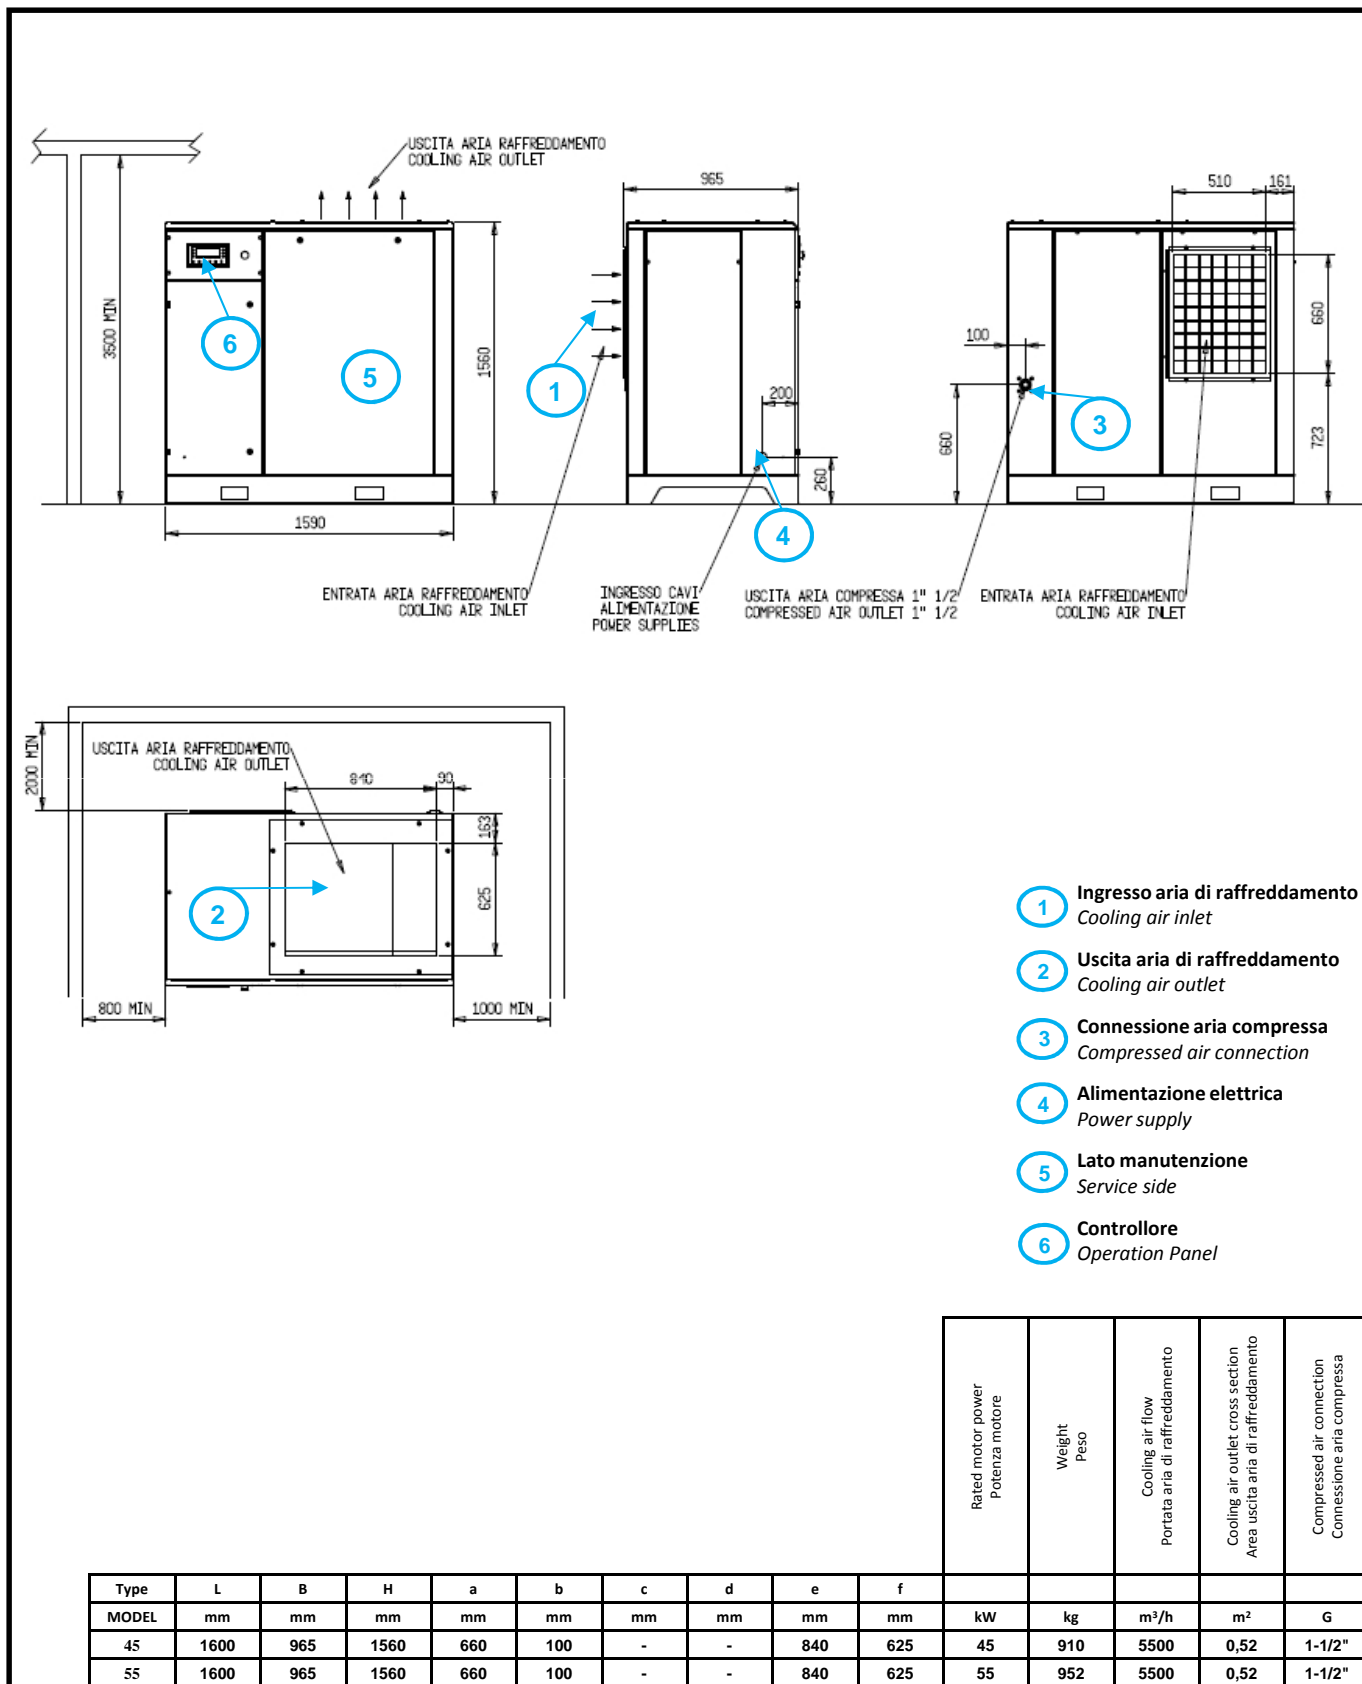 USCITA ARIA RAFFREDDAMENTO
COOLING AIR OUTLET
3500 MIN
1560
1590
6
5
965
1
200
260
4
510
161
100
660
3
660
723
ENTRATA ARIA RAFFREDDAMENTO
COOLING AIR INLET
INGRESSO CAVI
ALIMENTAZIONE
POWER SUPPLIES
USCITA ARIA COMPRESSA 1" 1/2
COMPRESSED AIR OUTLET 1" 1/2
ENTRATA ARIA RAFFREDDAMENTO
COOLING AIR INLET
2000 MIN
USCITA ARIA RAFFREDDAMENTO
COOLING AIR OUTLET
840
90
163
625
2
800 MIN
1000 MIN
1 Ingresso aria di raffreddamento
Cooling air inlet
2 Uscita aria di raffreddamento
Cooling air outlet
3 Connessione aria compressa
Compressed air connection
4 Alimentazione elettrica
Power supply
5 Lato manutenzione
Service side
6 Controllore
Operation Panel
Rated motor power
Potenza motore
Weight
Peso
Cooling air flow
Portata aria di raffreddamento
Cooling air outlet cross section
Area uscita aria di raffreddamento
Compressed air connection
Connessione aria compressa
Type L B H a b c d e f
MODEL mm mm mm mm mm mm mm mm mm kW kg m³/h m² G
45 1600 965 1560 660 100 - - 840 625 45 910 5500 0,52 1-1/2"
55 1600 965 1560 660 100 - - 840 625 55 952 5500 0,52 1-1/2"